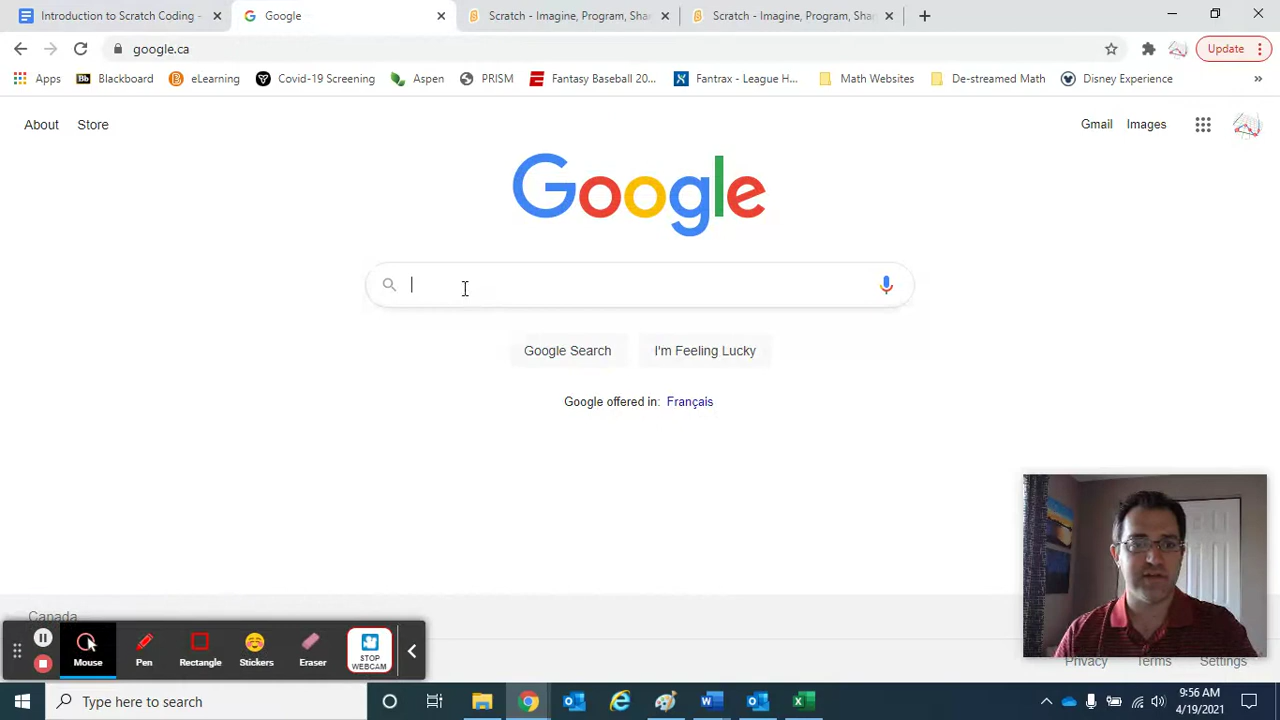 Introduction to Scratch Coding -
Google
Scratch - Imagine, Program, Shar
Scratch - Imagine, Program, Shar
google.ca
Update
Apps
Bb Blackboard
eLearning
Covid-19 Screening
Aspen
PRISM
Fantasy Baseball 20...
Fantrax - League H...
Math Websites
De-streamed Math
Disney Experience
»
About
Store
Gmail
Images
Google
Google Search
I'm Feeling Lucky
Google offered in: Français
Canada
Mouse
Pen
Rectangle
Stickers
Eraser
STOP
WEBCAM
Privacy
Terms
Settings
Type here to search
9:56 AM
4/19/2021